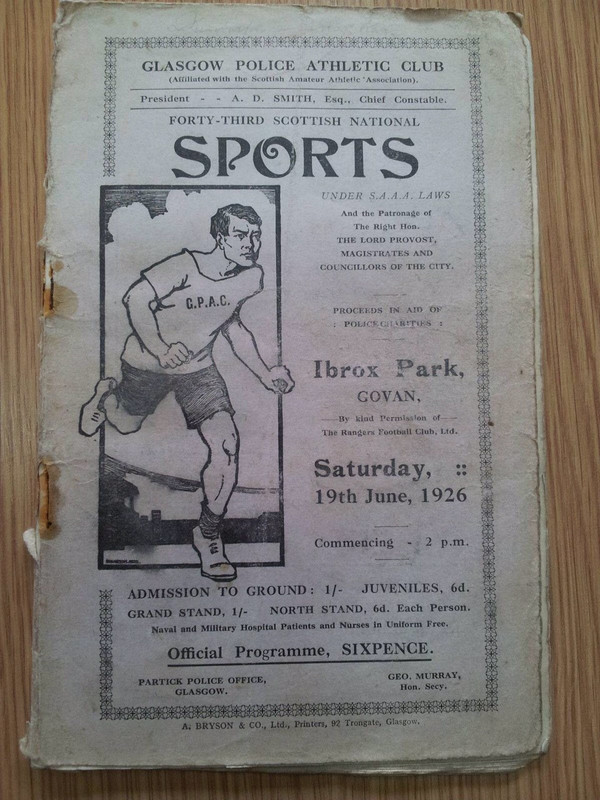 GLASGOW POLICE ATHLETIC CLUB
(Affiliated with the Scottish Amateur Athletic Association).
President - - A. D. SMITH, Esq., Chief Constable.
FORTY-THIRD SCOTTISH NATIONAL
SPORTS
UNDER S.A.A.A. LAWS
And the Patronage of
The Right Hon.
THE LORD PROVOST,
MAGISTRATES AND
COUNCILLORS OF THE CITY.
PROCEEDS IN AID OF
: POLICE CHARITIES :
G.P.A.C.
Ibrox Park,
GOVAN,
By kind Permission of
The Rangers Football Club, Ltd.
Saturday, ::
19th June, 1926
Commencing - 2 p.m.
ADMISSION TO GROUND: 1/- JUVENILES, 6d.
GRAND STAND, 1/- NORTH STAND, 6d. Each Person.
Naval and Military Hospital Patients and Nurses in Uniform Free.
Official Programme, SIXPENCE.
PARTICK POLICE OFFICE,
GLASGOW.
GEO. MURRAY,
Hon. Secy.
A. BRYSON & CO., Ltd., Printers, 92 Trongate, Glasgow.